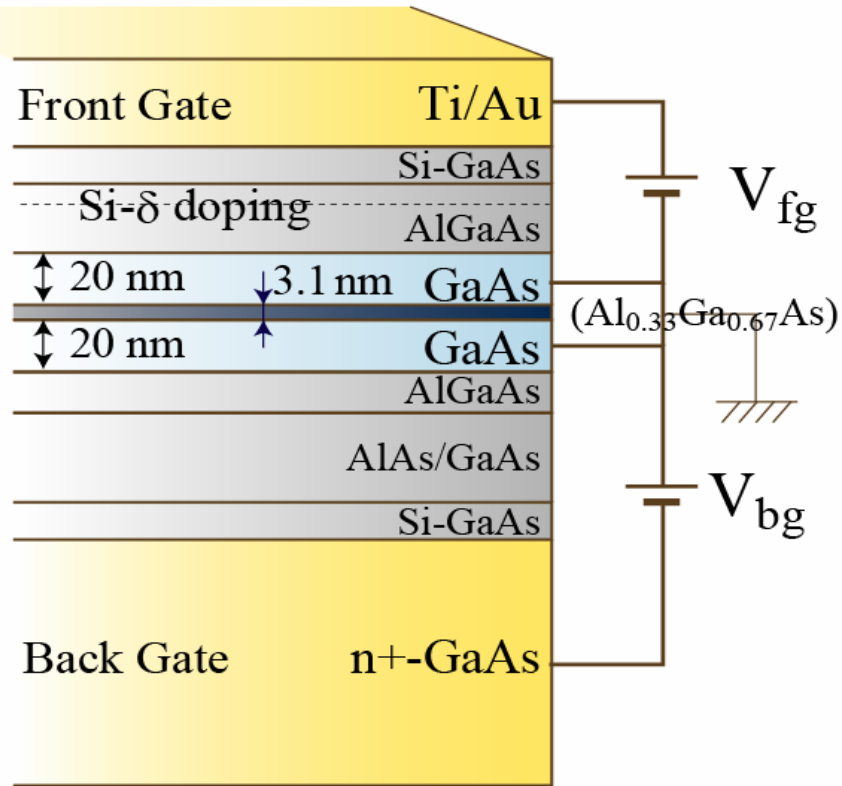 Front Gate Ti/Au
Si-GaAs
Si-δ doping
AlGaAs
20 nm 3.1 nm GaAs
(Al₀.₃₃Ga₀.₆₇As)
20 nm GaAs
AlGaAs
AlAs/GaAs
Si-GaAs
Back Gate n+-GaAs
V_fg
V_bg